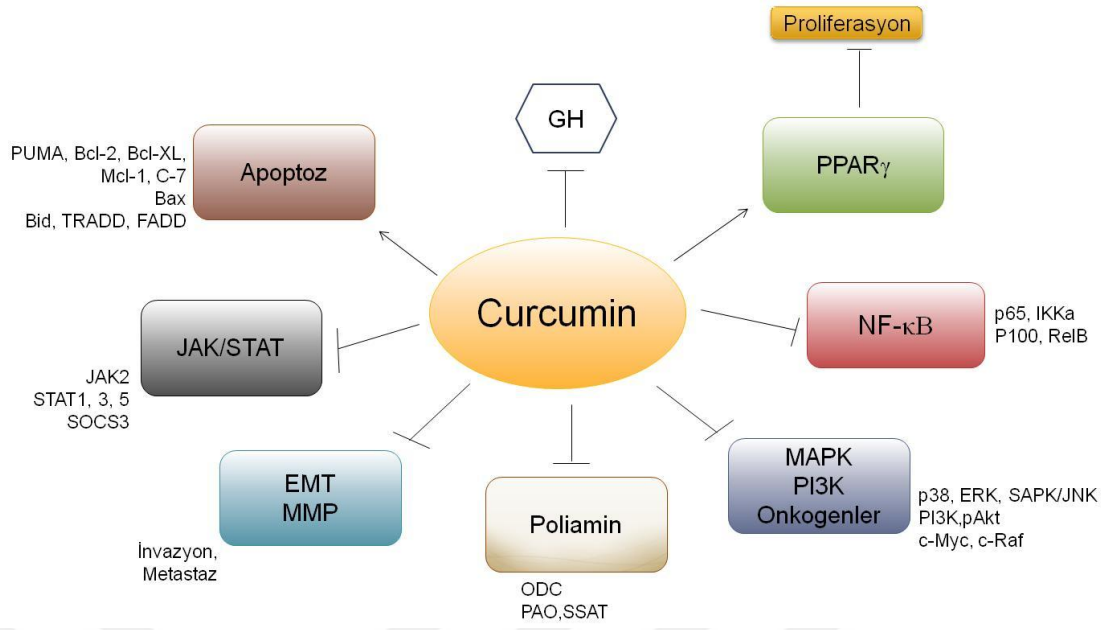 Proliferasyon
GH
PUMA, Bcl-2, Bcl-XL,
Mcl-1, C-7
Bax
Bid, TRADD, FADD
Apoptoz
PPARγ
Curcumin
JAK/STAT
JAK2
STAT1, 3, 5
SOCS3
NF-κB
p65, IKKa
P100, RelB
EMT
MMP
İnvazyon,
Metastaz
Poliamin
ODC
PAO,SSAT
MAPK
PI3K
Onkogenler
p38, ERK, SAPK/JNK
PI3K,pAkt
c-Myc, c-Raf